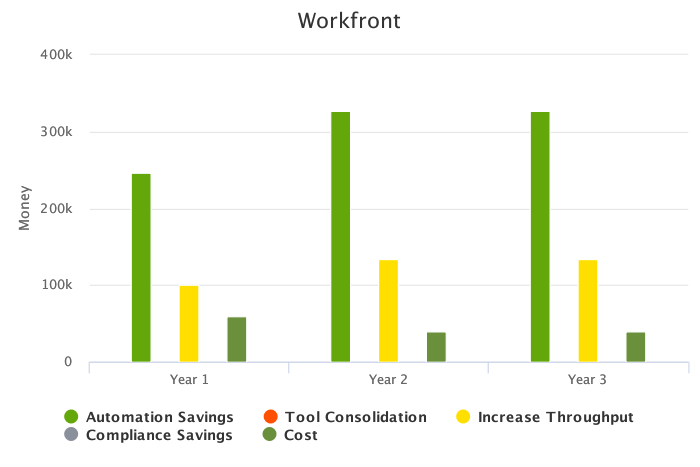 Workfront
400k
300k
200k
100k
0
Money
Year 1 Year 2 Year 3
Automation Savings Tool Consolidation Increase Throughput
Compliance Savings Cost